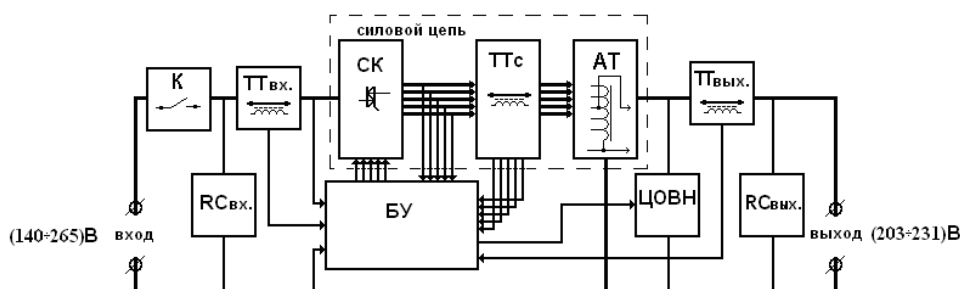 силовой цепь
К
ТТвх.
СК
ТТс
АТ
ТТвых.
RCвх.
БУ
ЦОВН
RCвых.
(140÷265)В вход
выход (203÷231)В